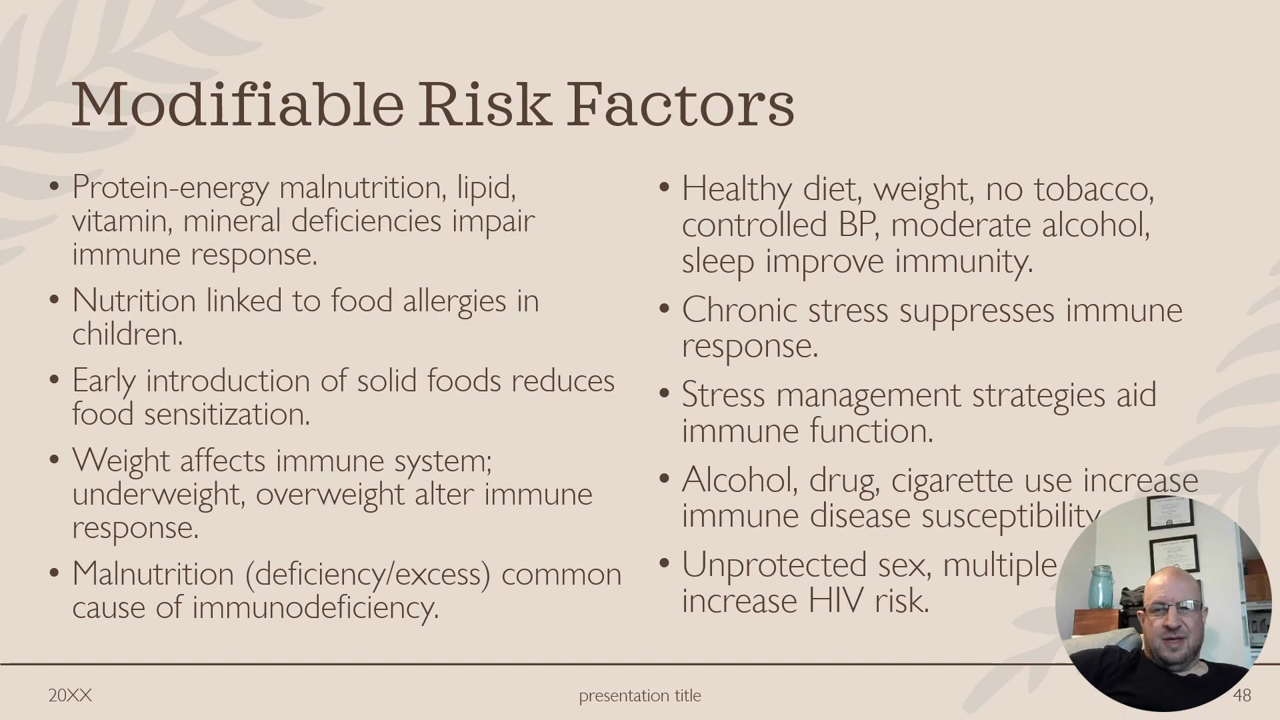 Modifiable Risk Factors
• Protein-energy malnutrition, lipid,
vitamin, mineral deficiencies impair
immune response.
• Nutrition linked to food allergies in
children.
• Early introduction of solid foods reduces
food sensitization.
• Weight affects immune system;
underweight, overweight alter immune
response.
• Malnutrition (deficiency/excess) common
cause of immunodeficiency.
• Healthy diet, weight, no tobacco,
controlled BP, moderate alcohol,
sleep improve immunity.
• Chronic stress suppresses immune
response.
• Stress management strategies aid
immune function.
• Alcohol, drug, cigarette use increase
immune disease susceptibility
• Unprotected sex, multiple
increase HIV risk.
20XX
presentation title
48